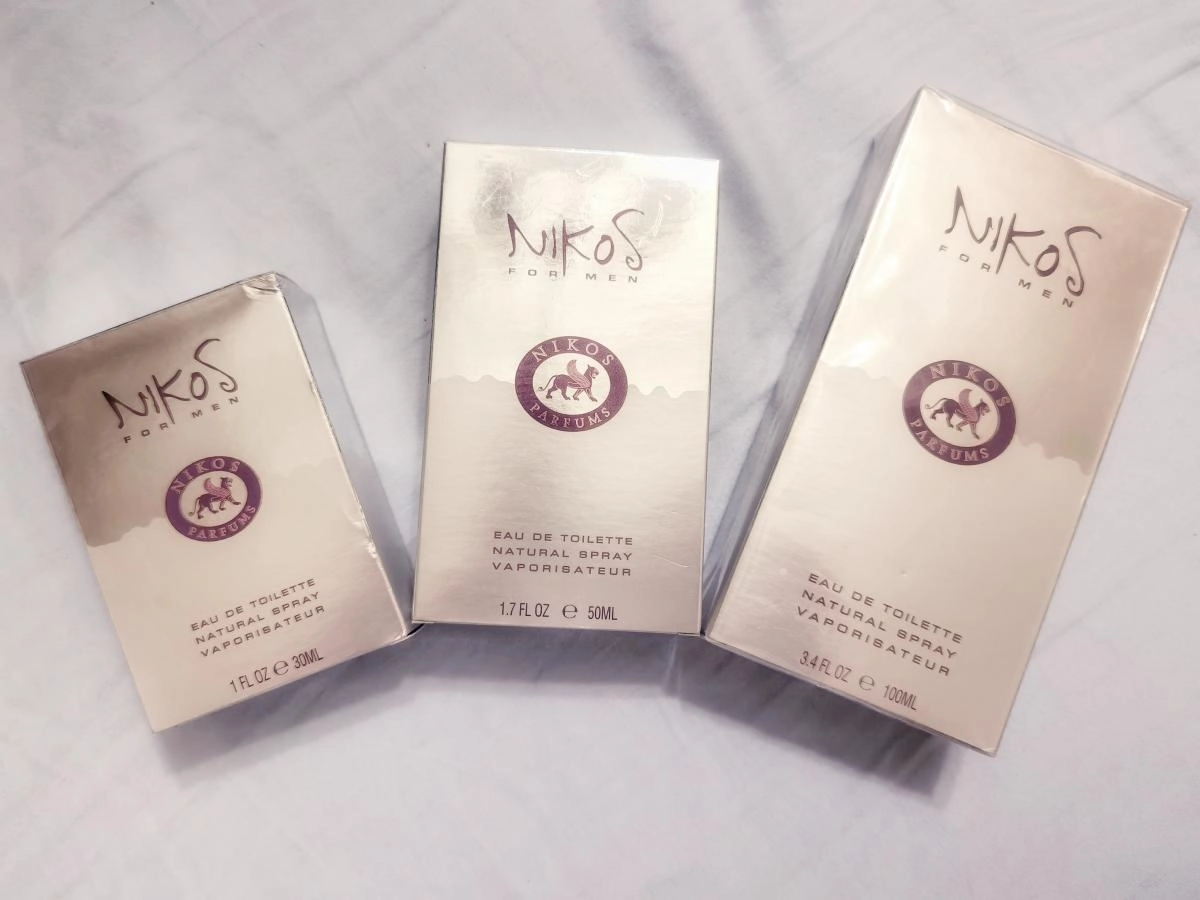 NIKOS
FOR MEN
NIKOS
PARFUMS
EAU DE TOILETTE
NATURAL SPRAY
VAPORISATEUR
1 FL OZ ℮ 30ML
NIKOS
FOR MEN
NIKOS
PARFUMS
EAU DE TOILETTE
NATURAL SPRAY
VAPORISATEUR
1.7 FL OZ ℮ 50ML
NIKOS
FOR MEN
NIKOS
PARFUMS
EAU DE TOILETTE
NATURAL SPRAY
VAPORISATEUR
3.4 FL OZ ℮ 100ML